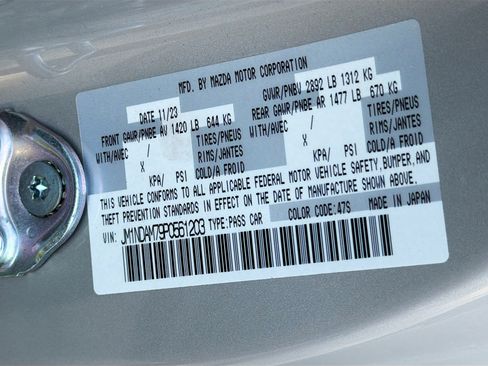 MFD. BY MAZDA MOTOR CORPORATION
DATE 11/23 GVWR/PNBV 2892 LB 1312 KG
FRONT GAWR/PNBE AV 1420 LB 644 KG REAR GAWR/PNBE AR 1477 LB 670 KG
WITH/AVEC / TIRES/PNEUS WITH/AVEC / TIRES/PNEUS
X RIMS/JANTES X RIMS/JANTES
KPA/ PSI COLD/A FROID KPA/ PSI COLD/A FROID
THIS VEHICLE CONFORMS TO ALL APPLICABLE FEDERAL MOTOR VEHICLE SAFETY, BUMPER, AND
THEFT PREVENTION STANDARDS IN EFFECT ON THE DATE OF MANUFACTURE SHOWN ABOVE.
VIN: JM1NDAM79P0561203 TYPE: PASS CAR COLOR CODE: 47S MADE IN JAPAN